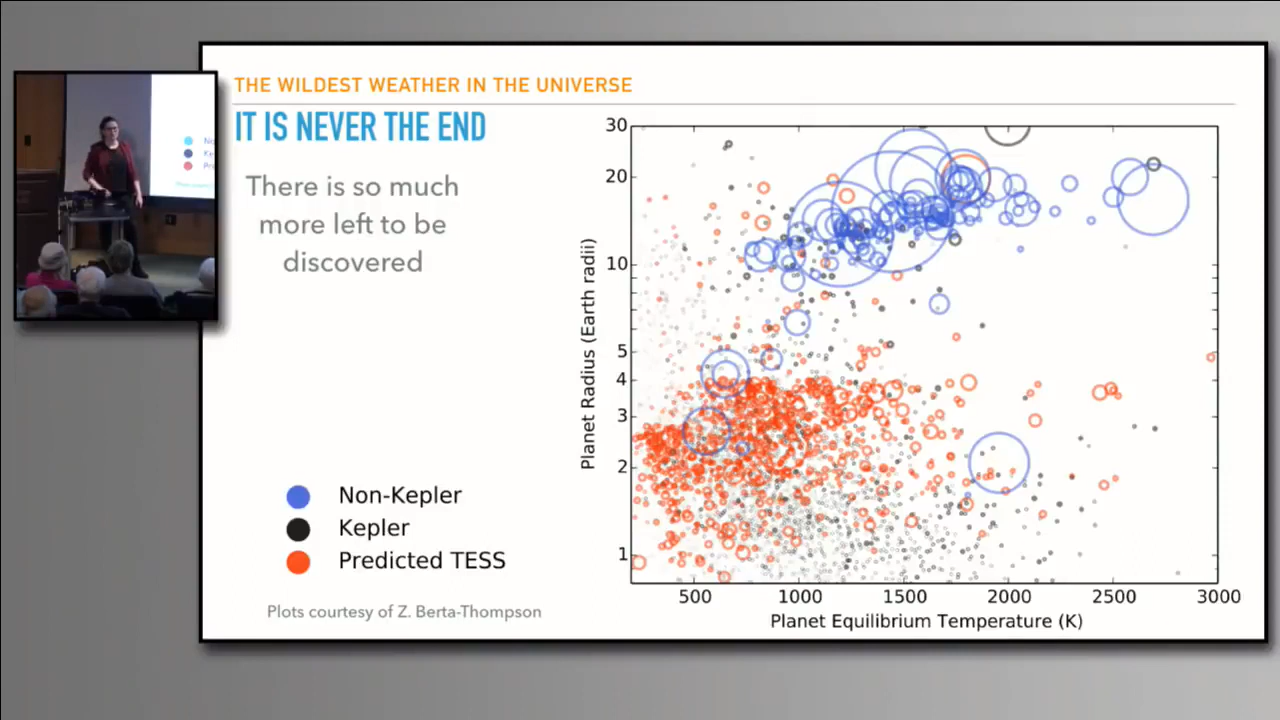 THE WILDEST WEATHER IN THE UNIVERSE
IT IS NEVER THE END
There is so much
more left to be
discovered
Non-Kepler
Kepler
Predicted TESS
Plots courtesy of Z. Berta-Thompson
Planet Radius (Earth radii)
30
20
10
5
4
3
2
1
500 1000 1500 2000 2500 3000
Planet Equilibrium Temperature (K)